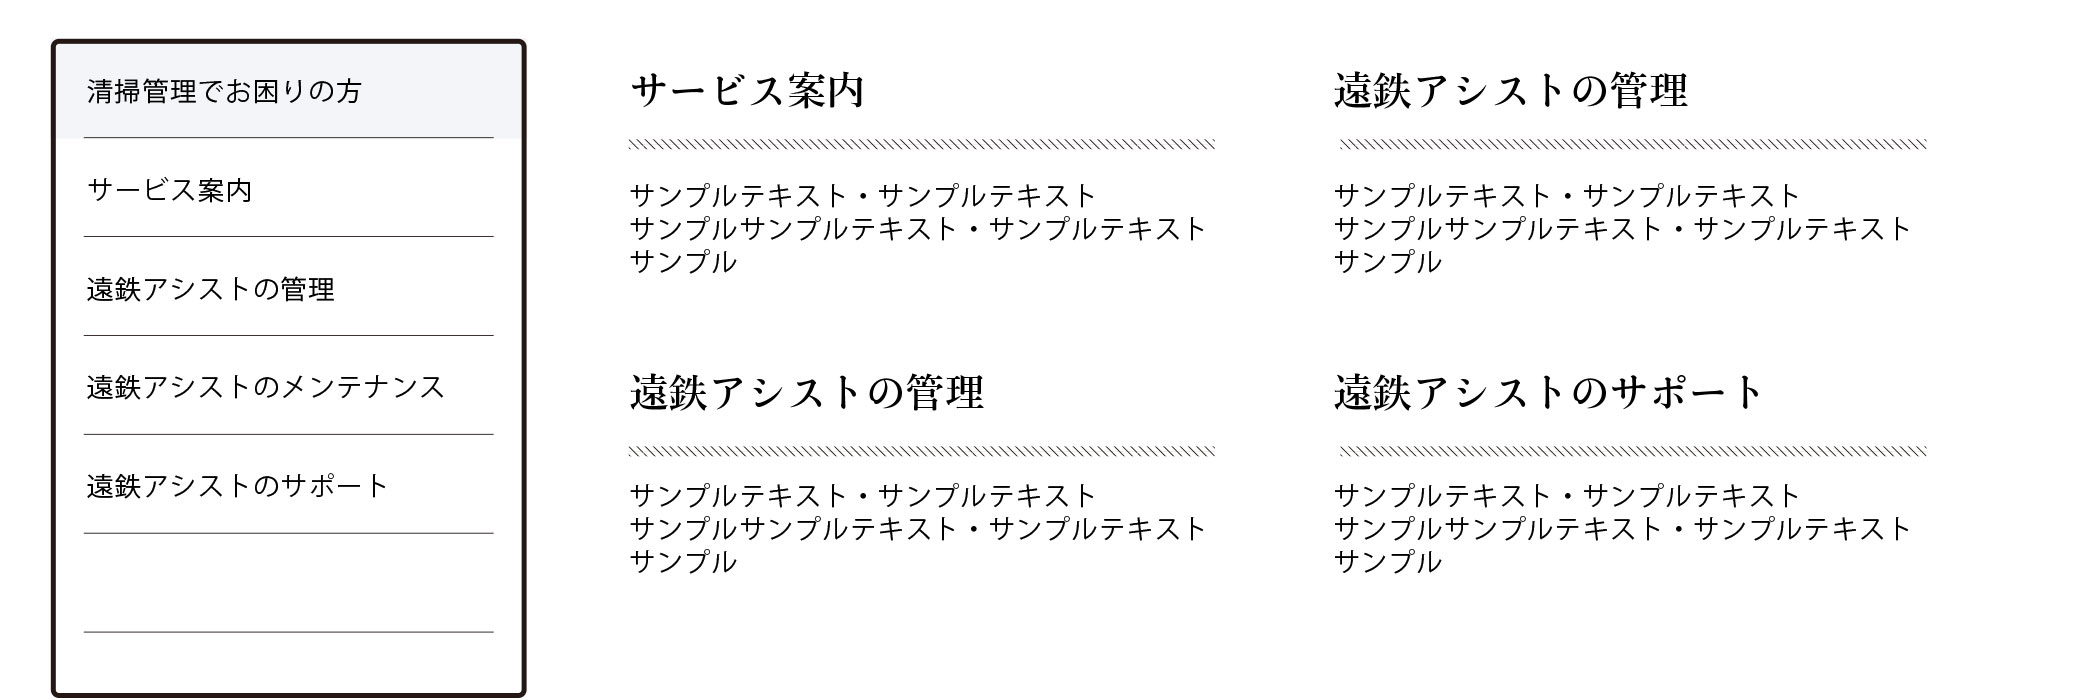 清掃管理でお困りの方
サービス案内
遠鉄アシストの管理
遠鉄アシストのメンテナンス
遠鉄アシストのサポート
サービス案内
サンプルテキスト・サンプルテキスト
サンプルサンプルテキスト・サンプルテキスト
サンプル
遠鉄アシストの管理
サンプルテキスト・サンプルテキスト
サンプルサンプルテキスト・サンプルテキスト
サンプル
遠鉄アシストの管理
サンプルテキスト・サンプルテキスト
サンプルサンプルテキスト・サンプルテキスト
サンプル
遠鉄アシストのサポート
サンプルテキスト・サンプルテキスト
サンプルサンプルテキスト・サンプルテキスト
サンプル